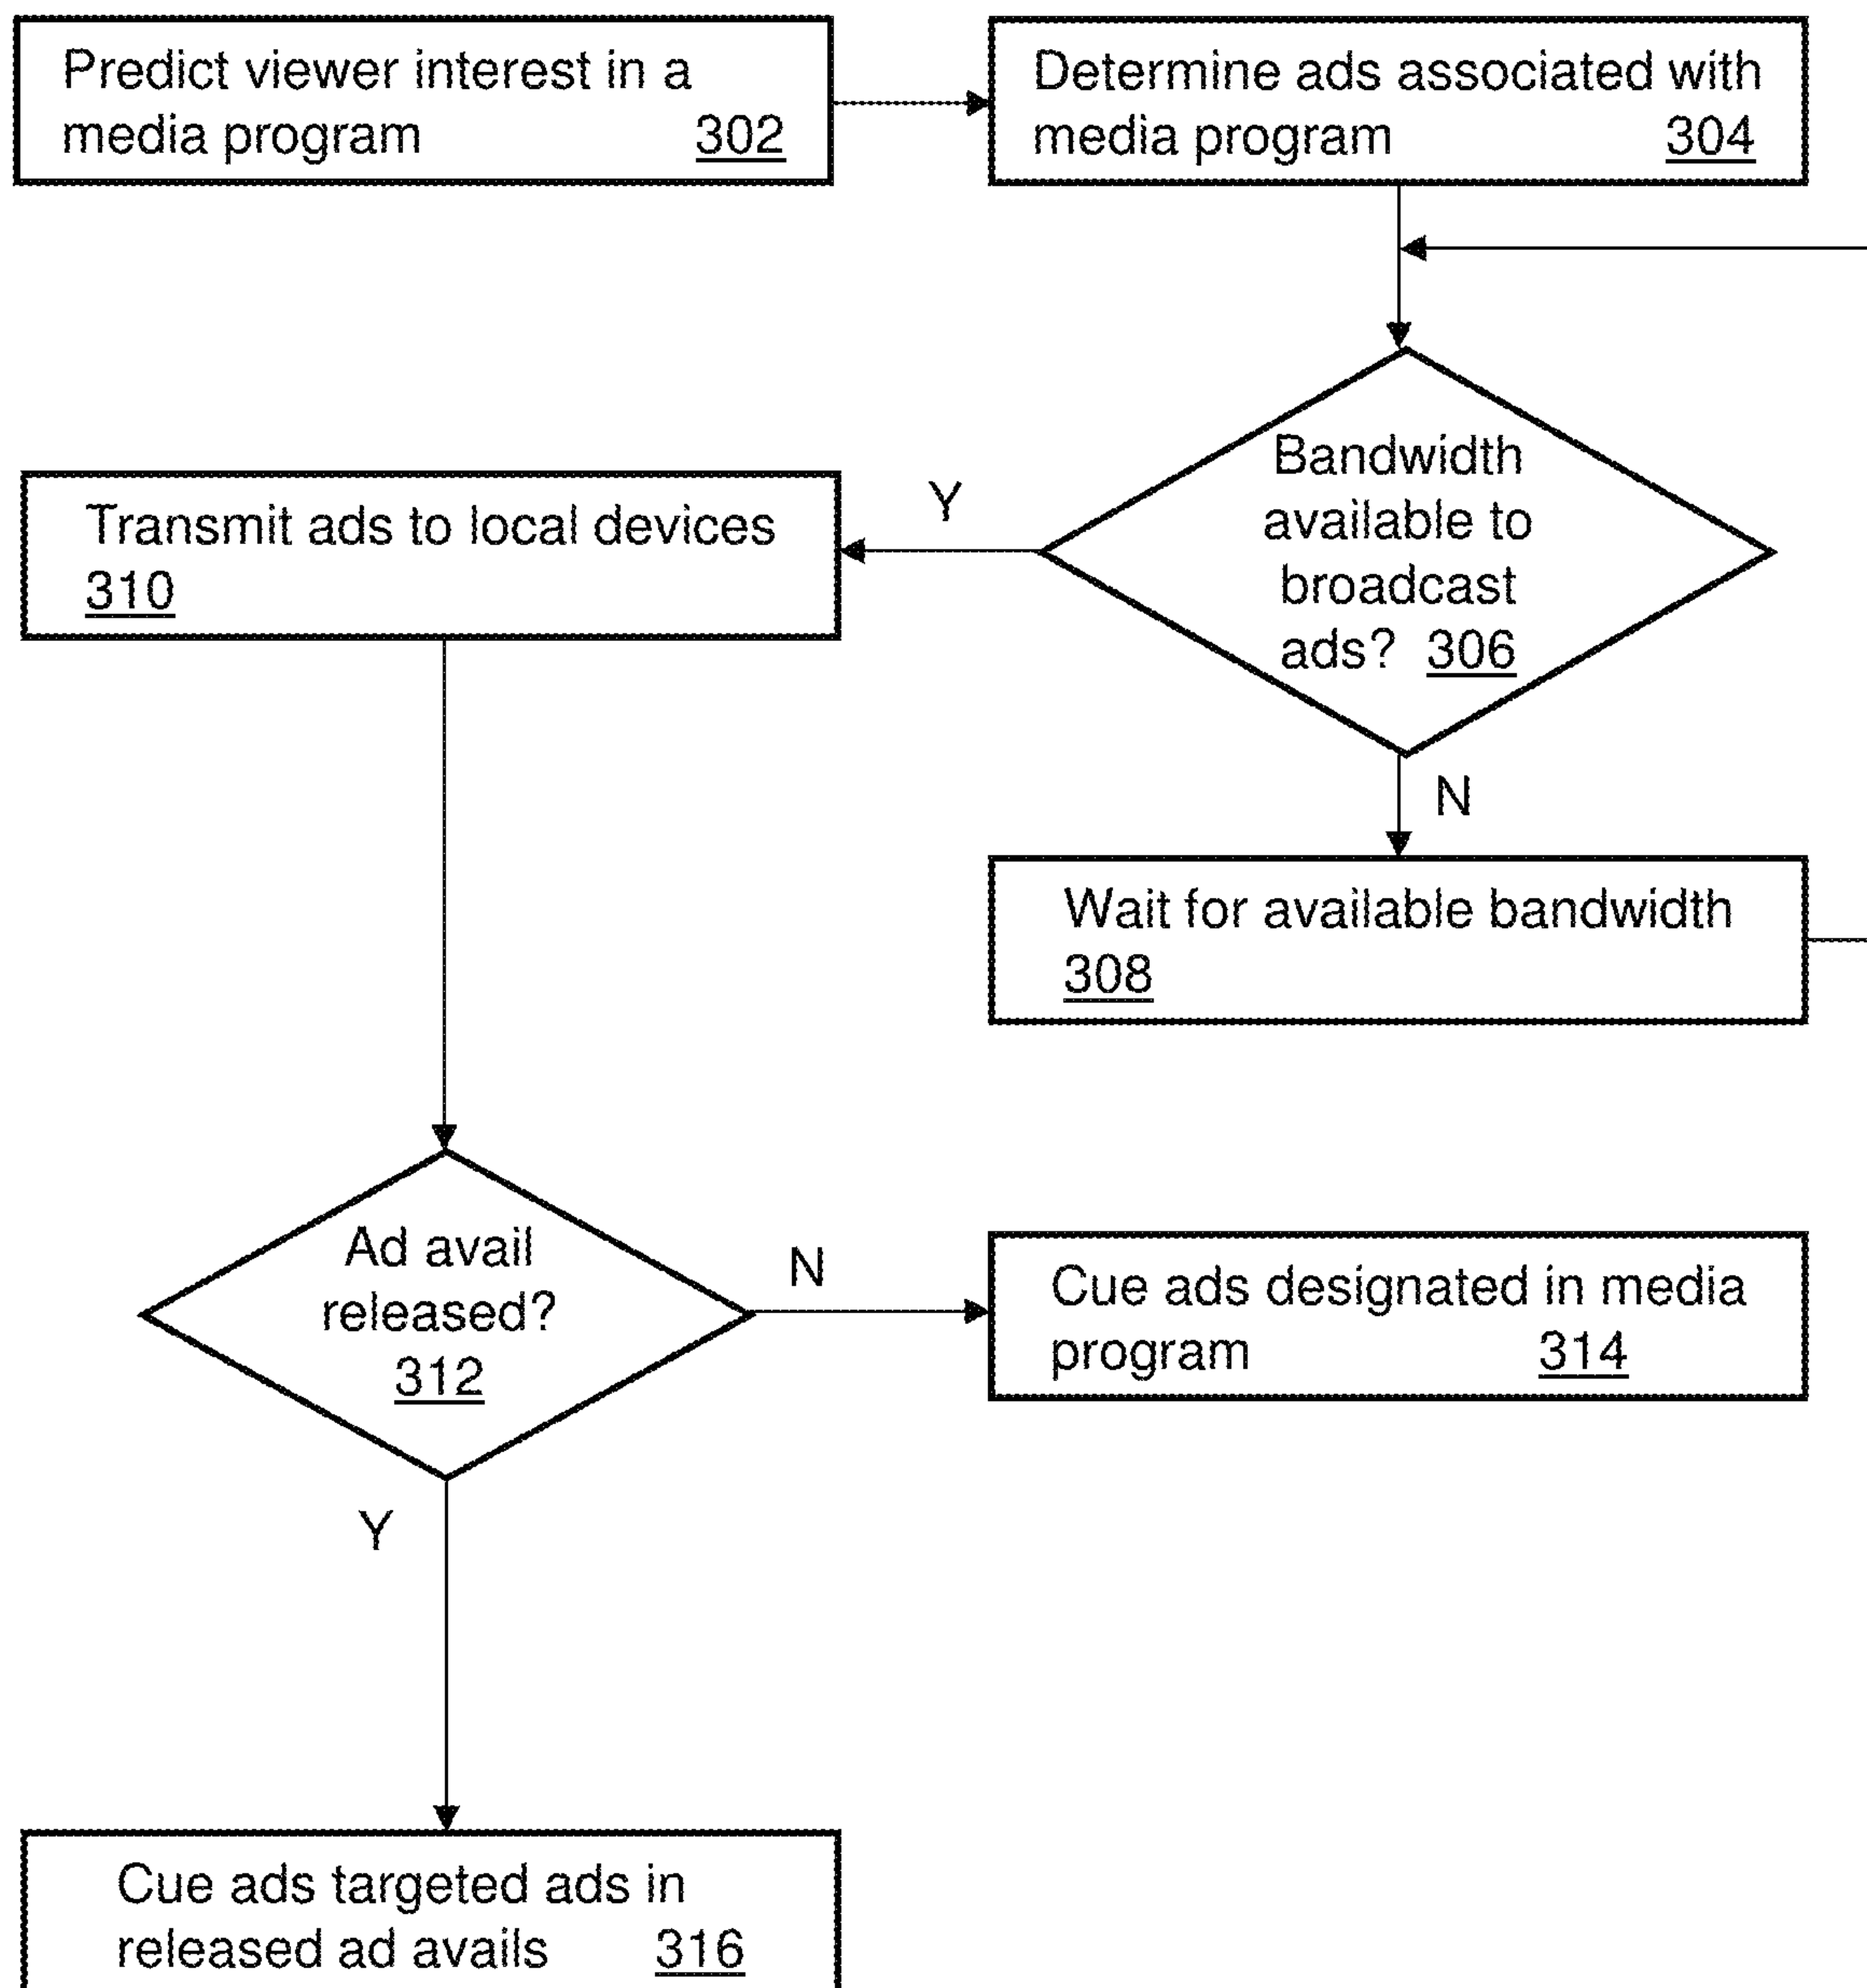 Predict viewer interest in a
media program 302
Determine ads associated with
media program 304
Bandwidth
available to
broadcast
ads? 306
Y
Transmit ads to local devices
310
N
Wait for available bandwidth
308
Ad avail
released?
312
N
Cue ads designated in media
program 314
Y
Cue ads targeted ads in
released ad avails 316